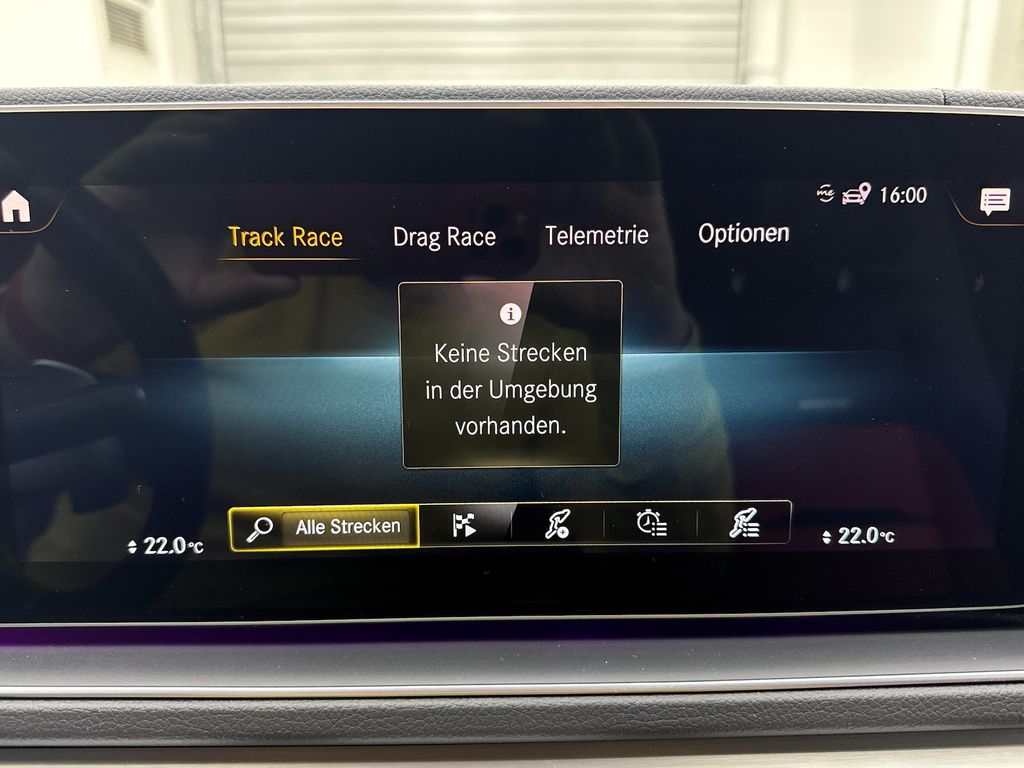 me 16:00
Track Race Drag Race Telemetrie Optionen
i
Keine Strecken
in der Umgebung
vorhanden.
Alle Strecken
22.0°C 22.0°C